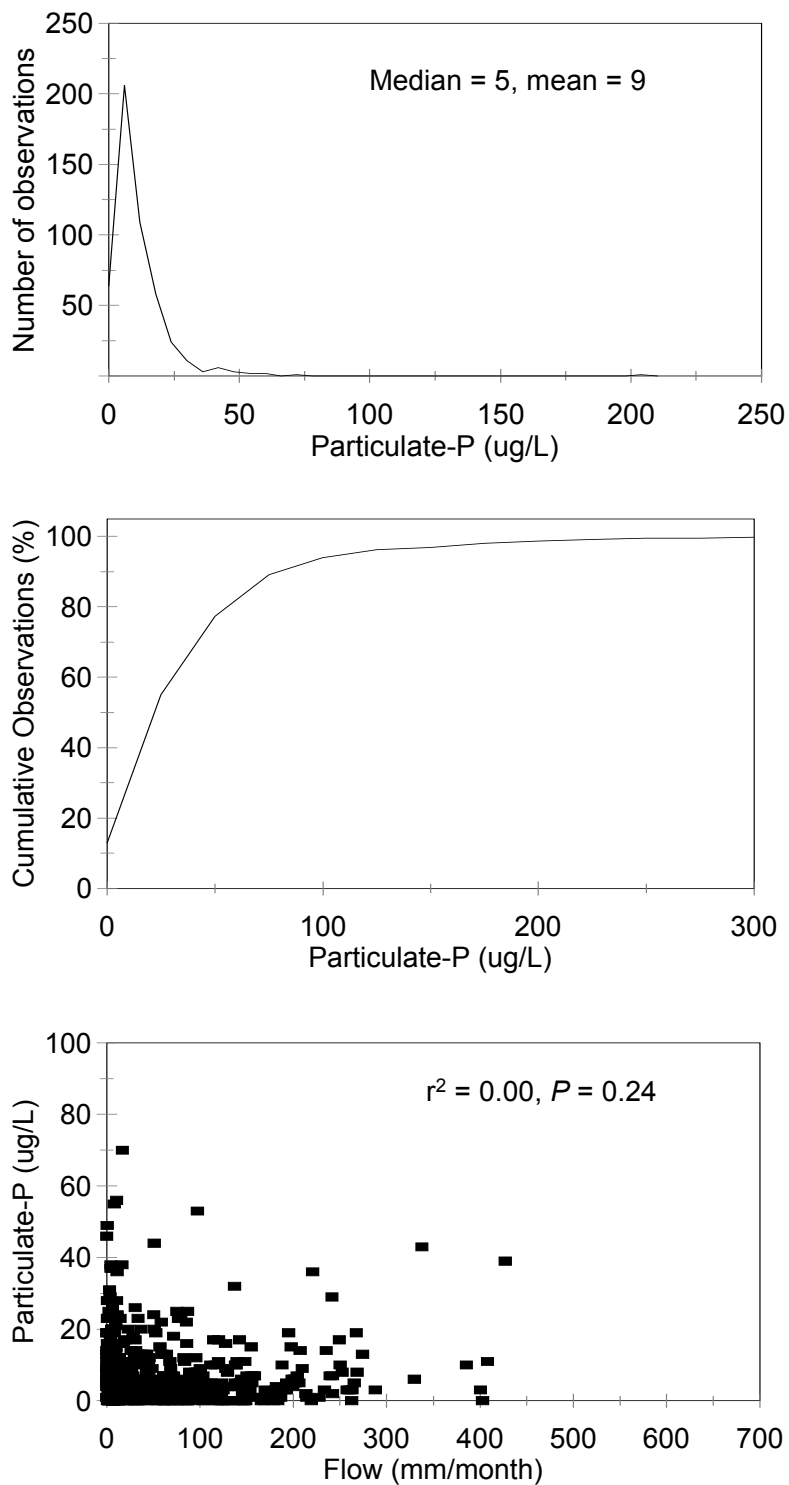 250
200
150
100
50
Number of observations
Median = 5, mean = 9
0 50 100 150 200 250
Particulate-P (ug/L)
100
80
60
40
20
0
Cumulative Observations (%)
0 100 200 300
Particulate-P (ug/L)
100
80
60
40
20
0
Particulate-P (ug/L)
r² = 0.00, P = 0.24
0 100 200 300 400 500 600 700
Flow (mm/month)